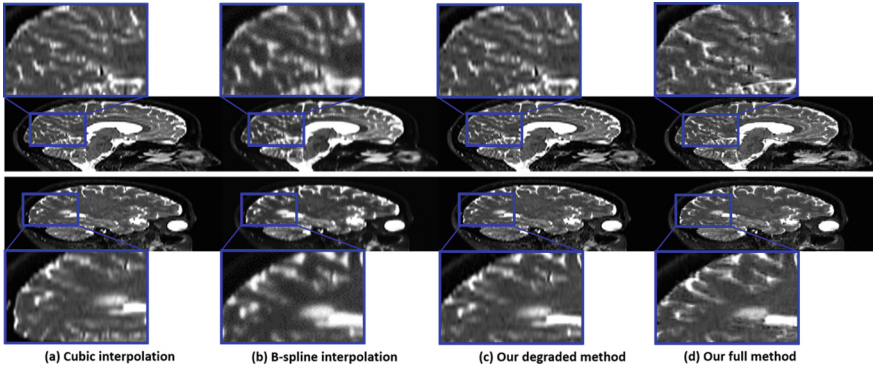 (a) Cubic interpolation
(b) B-spline interpolation
(c) Our degraded method
(d) Our full method